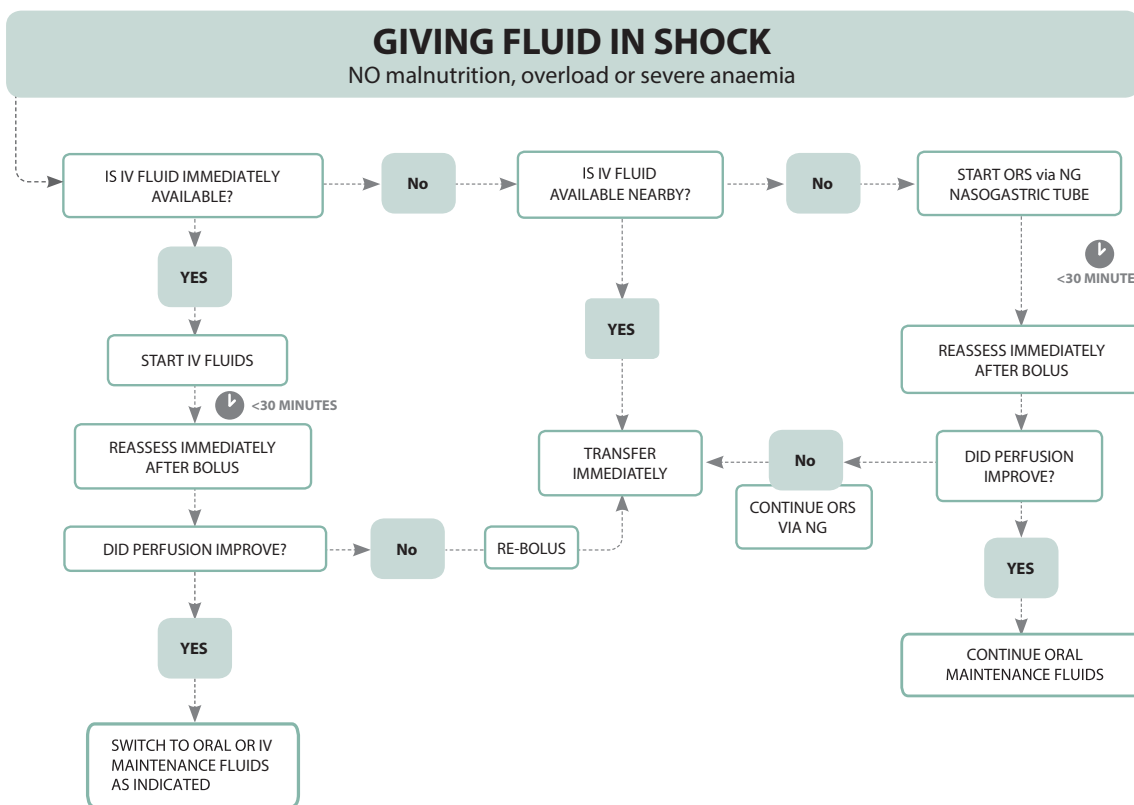 GIVING FLUID IN SHOCK
NO malnutrition, overload or severe anaemia
IS IV FLUID IMMEDIATELY
AVAILABLE?
No
IS IV FLUID
AVAILABLE NEARBY?
No
START ORS via NG
NASOGASTRIC TUBE
YES
START IV FLUIDS
<30 MINUTES
REASSESS IMMEDIATELY
AFTER BOLUS
DID PERFUSION IMPROVE?
No
RE-BOLUS
YES
SWITCH TO ORAL OR IV
MAINTENANCE FLUIDS
AS INDICATED
YES
TRANSFER
IMMEDIATELY
<30 MINUTE
REASSESS IMMEDIATELY
AFTER BOLUS
DID PERFUSION
IMPROVE?
No
CONTINUE ORS
VIA NG
YES
CONTINUE ORAL
MAINTENANCE FLUIDS